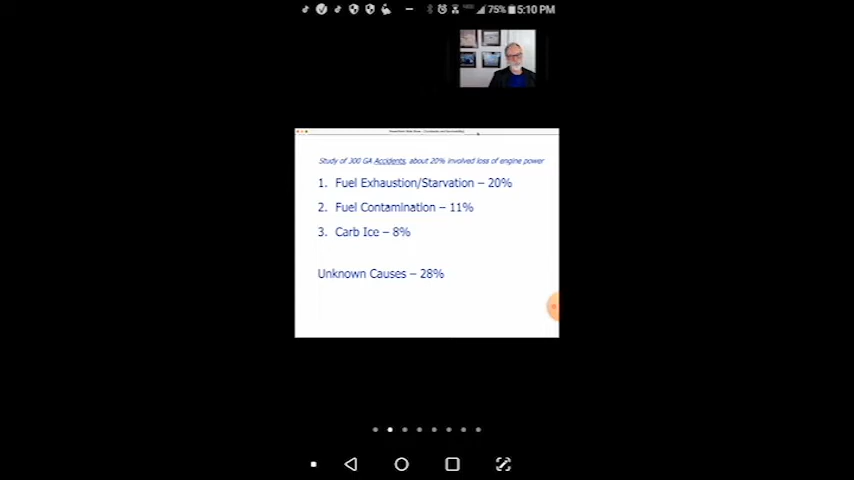 75% 5:10 PM
Study of 300 GA Accidents, about 20% involved loss of engine power
1. Fuel Exhaustion/Starvation – 20%
2. Fuel Contamination – 11%
3. Carb Ice – 8%
Unknown Causes – 28%